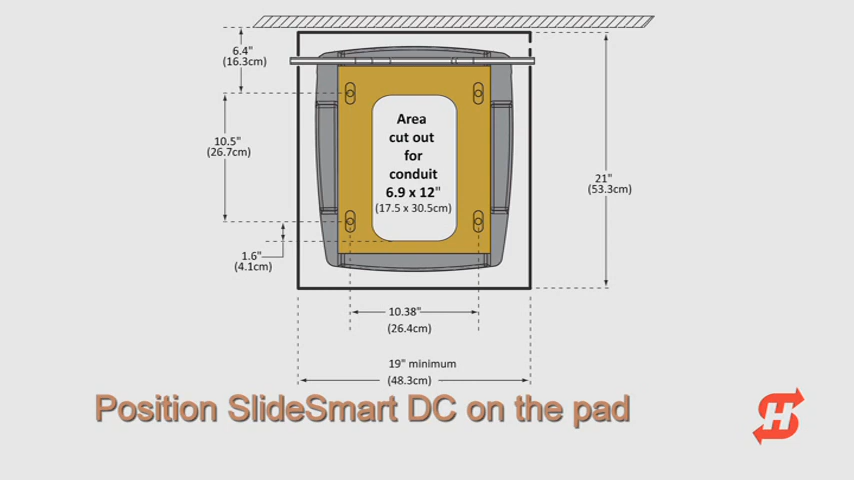 6.4"
(16.3cm)
10.5"
(26.7cm)
1.6"
(4.1cm)
Area
cut out
for
conduit
6.9 x 12"
(17.5 x 30.5cm)
21"
(53.3cm)
10.38"
(26.4cm)
19" minimum
(48.3cm)
Position SlideSmart DC on the pad
H